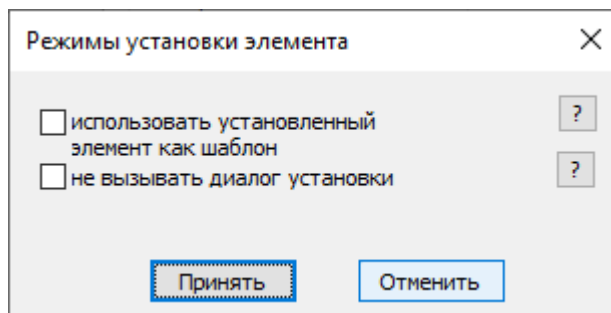 Режимы установки элемента
использовать установленный
элемент как шаблон
?
не вызывать диалог установки
?
Принять
Отменить